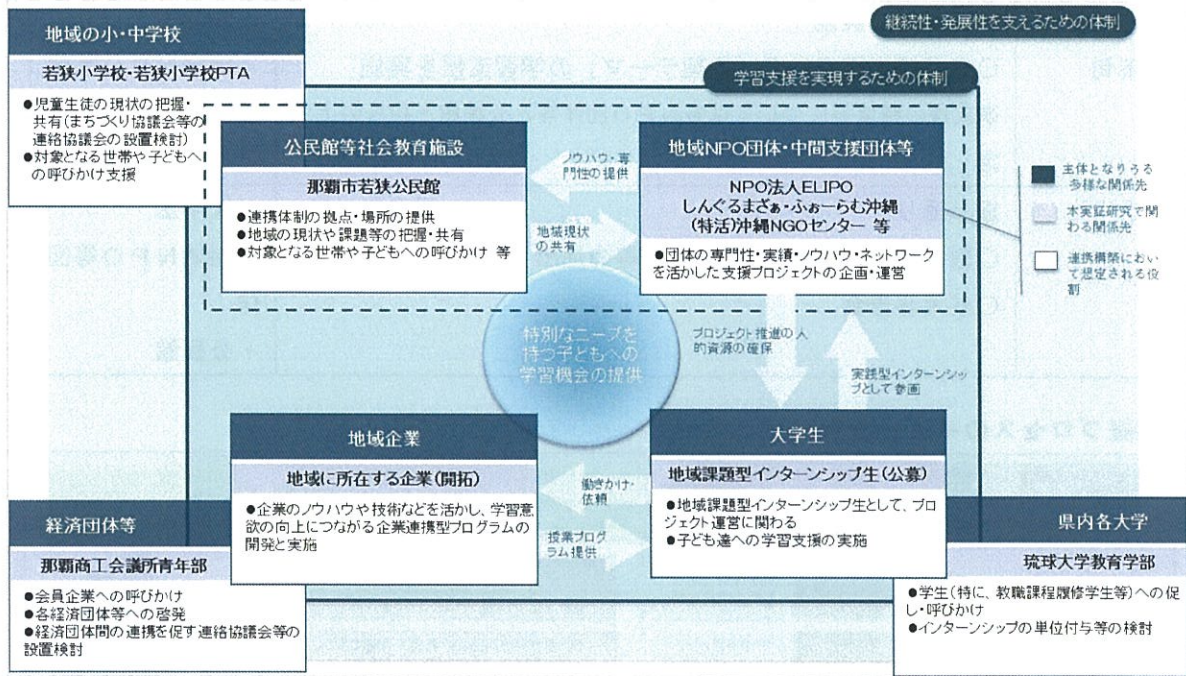 継続性・発展性を支えるための体制
地域の小・中学校
若狭小学校・若狭小学校PTA
●児童生徒の現状の把握・
共有(まちづくり協議会等の
連絡協議会の設置検討)
●対象となる世帯や子どもへ
の呼びかけ支援
学習支援を実現するための体制
公民館等社会教育施設
那覇市若狭公民館
●連携体制の拠点・場所の提供
●地域の現状や課題等の把握・共有
●対象となる世帯や子どもへの呼びかけ 等
ノウハウ・専
門性の提供
地域現状
の共有
地域NPO団体・中間支援団体等
NPO法人ELIPO
しんぐるまざぁ・ふぉーらむ沖縄
(特活)沖縄NGOセンター 等
●団体の専門性・実績・ノウハウ・ネットワーク
を活かした支援プロジェクトの企画・運営
主体となりうる
多様な関係先
本実証研究で関
わる関係先
連携構築におい
て想定される役
割
特別なニーズを
持つ子どもへの
学習機会の提供
プロジェクト推進の人
的資源の確保
実践型インターンシッ
プとして参画
地域企業
地域に所在する企業(開拓)
●企業のノウハウや技術などを活かし、学習意
欲の向上につながる企業連携型プログラムの
開発と実施
働きかけ・
依頼
授業プログ
ラム提供
大学生
地域課題型インターンシップ生(公募)
●地域課題型インターンシップ生として、プロ
ジェクト運営に関わる
●子ども達への学習支援の実施
経済団体等
那覇商工会議所青年部
●会員企業への呼びかけ
●各経済団体等への啓発
●経済団体間の連携を促す連絡協議会等の
設置検討
県内各大学
琉球大学教育学部
●学生(特に、教職課程履修学生等)への促
し・呼びかけ
●インターンシップの単位付与等の検討